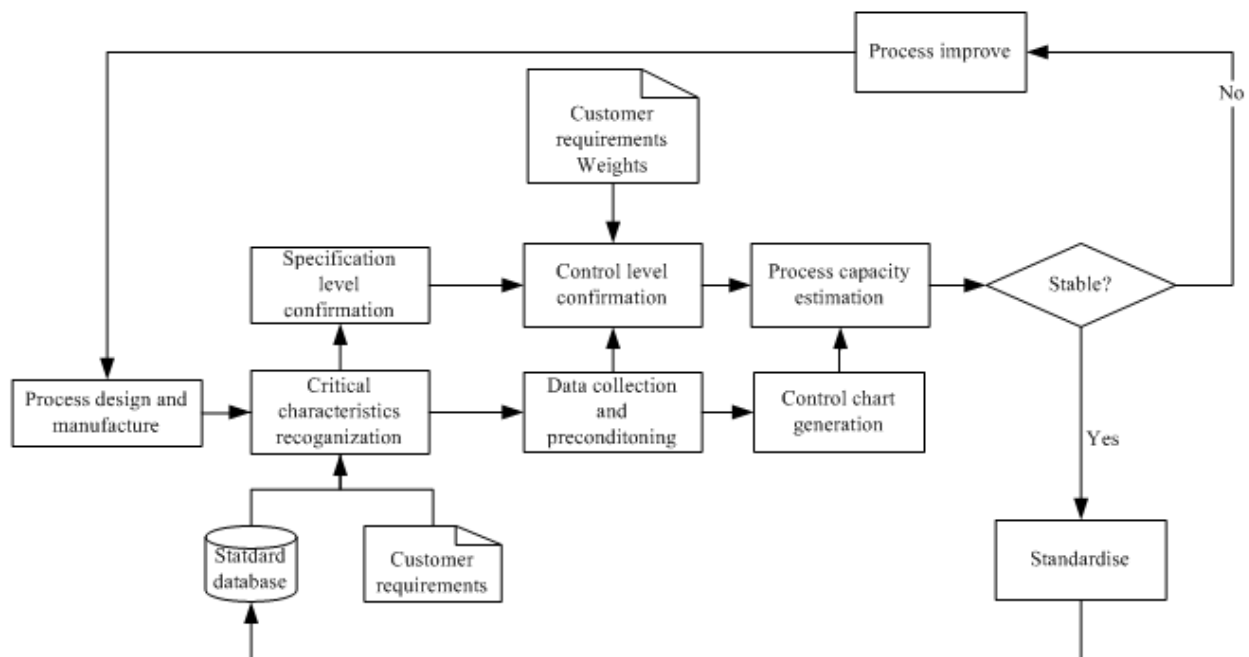 Process improve
No
Customer
requirements
Weights
Specification
level
confirmation
Control level
confirmation
Process capacity
estimation
Stable?
Process design and
manufacture
Critical
characteristics
recoganization
Data collection
and
preconditoning
Control chart
generation
Yes
Statdard
database
Customer
requirements
Standardise